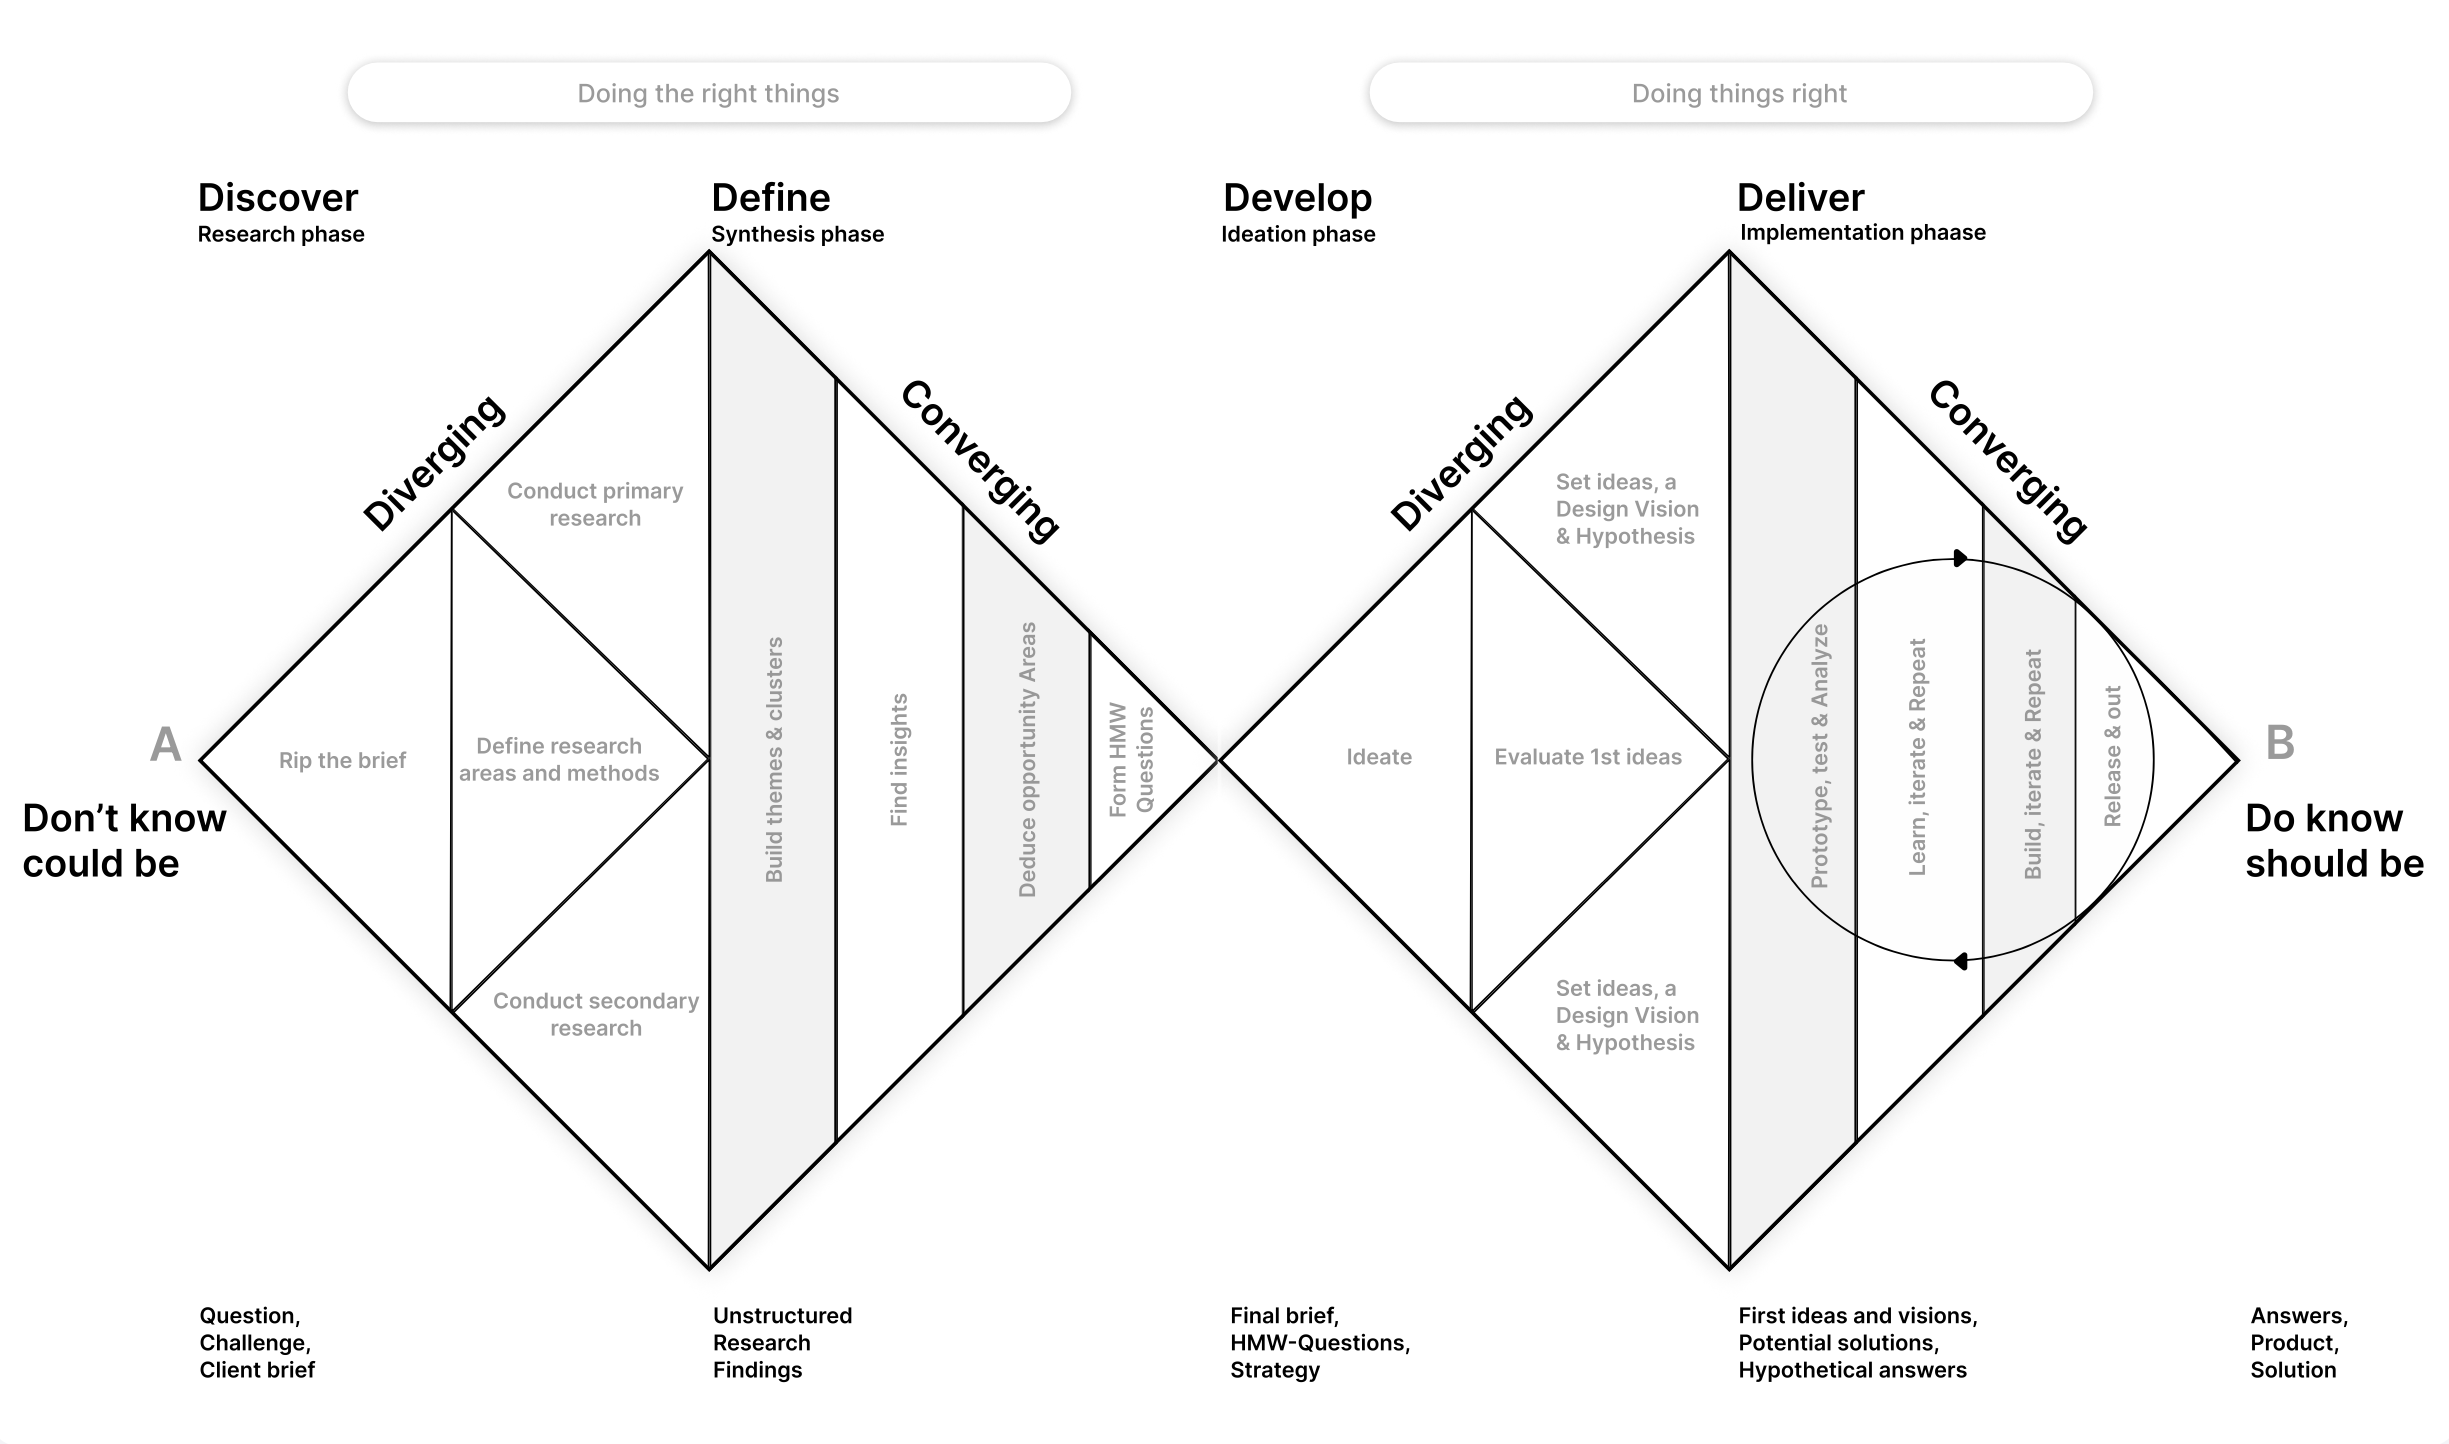 Doing the right things
Doing things right
Discover
Research phase
Define
Synthesis phase
Develop
Ideation phase
Deliver
Implementation phaase
Diverging
Converging
Diverging
Converging
Conduct primary
research
Set ideas, a
Design Vision
& Hypothesis
A
Don’t know
could be
Rip the brief
Define research
areas and methods
Build themes & clusters
Find insights
Deduce opportunity Areas
Form HMW
Questions
Ideate
Evaluate 1st ideas
Prototype, test & Analyze
Learn, iterate & Repeat
Build, iterate & Repeat
Release & out
B
Do know
should be
Conduct secondary
research
Set ideas, a
Design Vision
& Hypothesis
Question,
Challenge,
Client brief
Unstructured
Research
Findings
Final brief,
HMW-Questions,
Strategy
First ideas and visions,
Potential solutions,
Hypothetical answers
Answers,
Product,
Solution